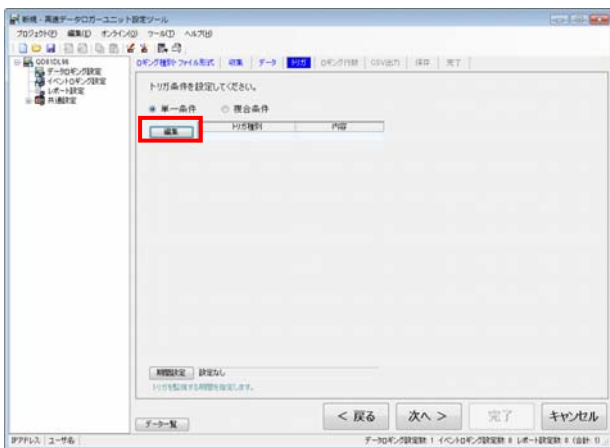 新規 - 高速データロガーユニット設定ツール
プロジェクト(P) 編集(E) オンライン(O) ツール(T) ヘルプ(H)
QD81DL96
データロギング設定
イベントロギング設定
レポート設定
共通設定
ロギング種別・ファイル形式 収集 データ トリガ ロギング行数 CSV出力 保存 完了
トリガ条件を設定してください。
単一条件 複合条件
編集 トリガ種別 内容
期間設定 設定なし
トリガを監視する期間を指定します。
データ一覧
< 戻る 次へ > 完了 キャンセル
IPアドレス ユーザ名 データロギング設定数 1 イベントロギング設定数 0 レポート設定数 0 (合計 1)